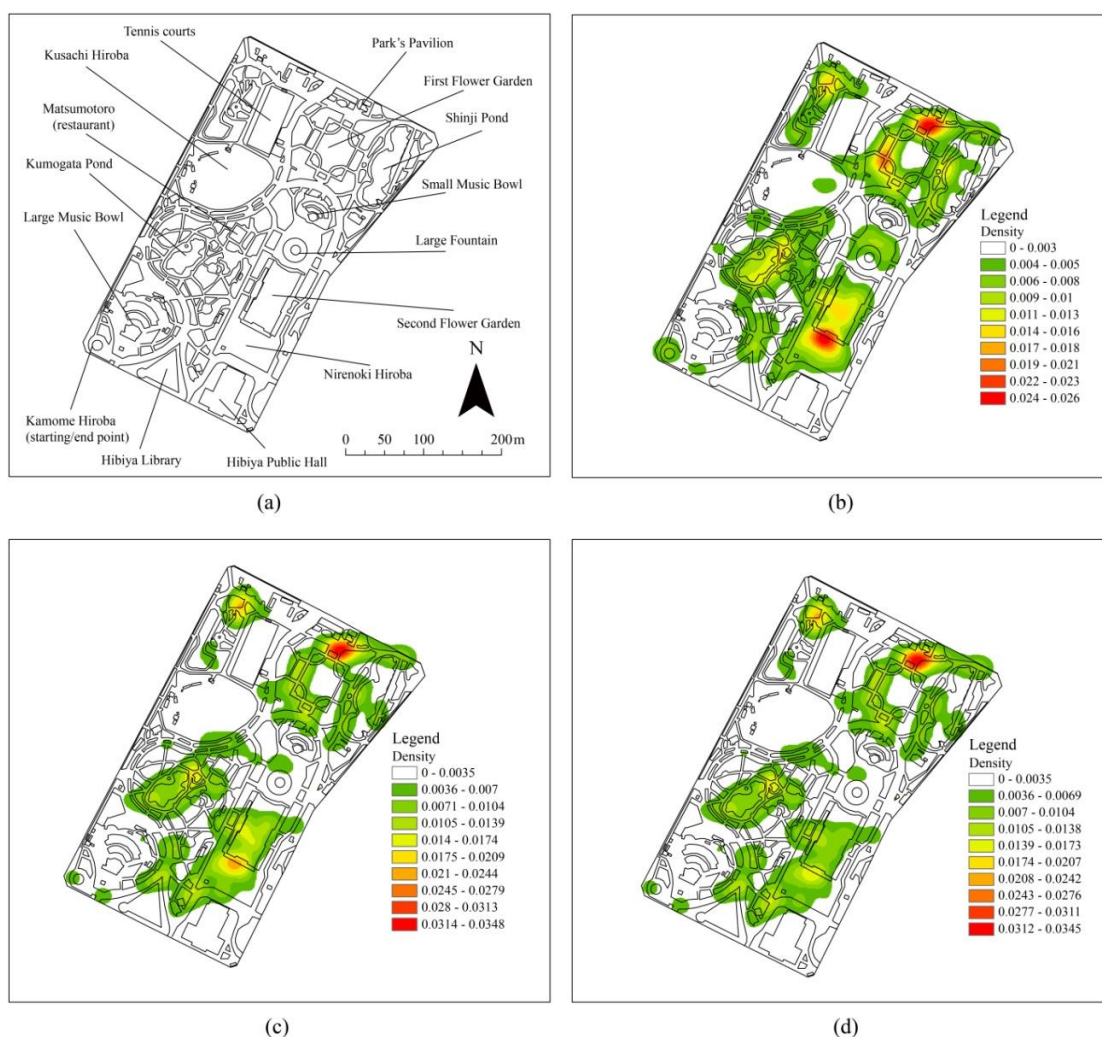 Tennis courts
Kusachi Hiroba
Matsumotoro
(restaurant)
Kumogata Pond
Large Music Bowl
Park's Pavilion
First Flower Garden
Shinji Pond
Small Music Bowl
Large Fountain
Second Flower Garden
Nirenoki Hiroba
Kamome Hiroba
(starting/end point)
Hibiya Library
Hibiya Public Hall
N
0 50 100 200m
(a)
Legend
Density
0 - 0.003
0.004 - 0.005
0.006 - 0.008
0.009 - 0.01
0.011 - 0.013
0.014 - 0.016
0.017 - 0.018
0.019 - 0.021
0.022 - 0.023
0.024 - 0.026
(b)
Legend
Density
0 - 0.0035
0.0036 - 0.007
0.0071 - 0.0104
0.0105 - 0.0139
0.014 - 0.0174
0.0175 - 0.0209
0.021 - 0.0244
0.0245 - 0.0279
0.028 - 0.0313
0.0314 - 0.0348
(c)
Legend
Density
0 - 0.0035
0.0036 - 0.0069
0.007 - 0.0104
0.0105 - 0.0138
0.0139 - 0.0173
0.0174 - 0.0207
0.0208 - 0.0242
0.0243 - 0.0276
0.0277 - 0.0311
0.0312 - 0.0345
(d)